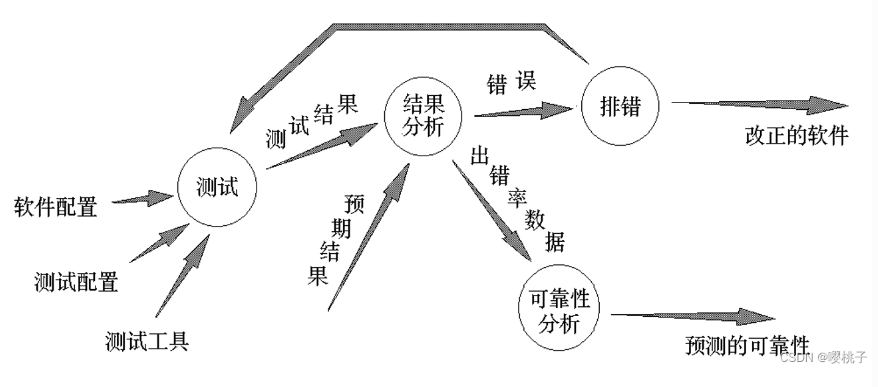 软件配置
测试配置
测试工具
测试
测试结果
预期结果
结果
分析
错误
排错
改正的软件
出错率数据
可靠性
分析
预测的可靠性
CSDN @嘤桃子